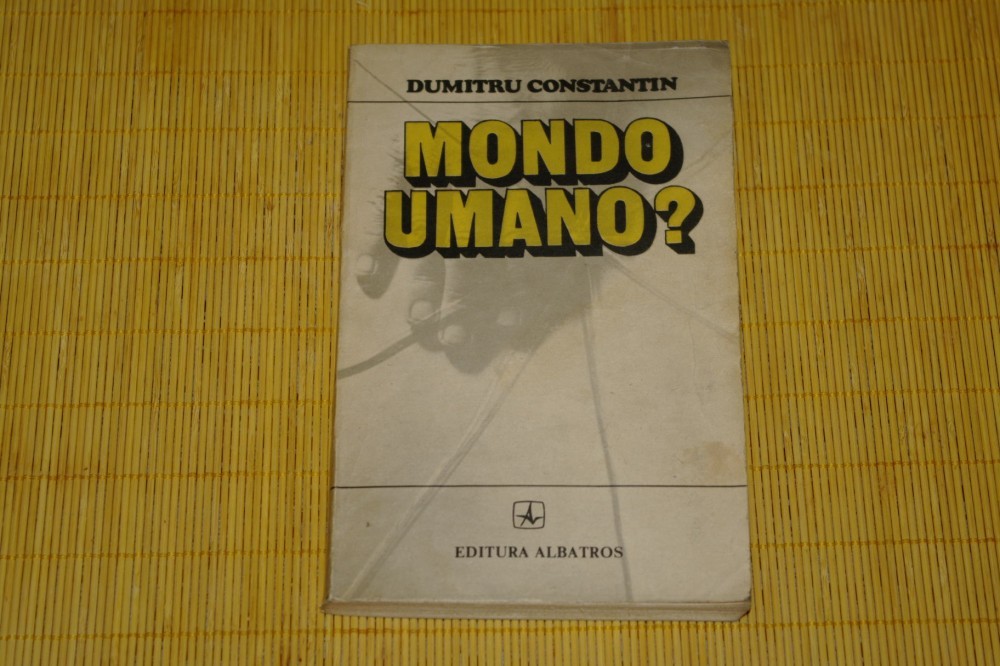 DUMITRU CONSTANTIN
MONDO
UMANO?
EDITURA ALBATROS